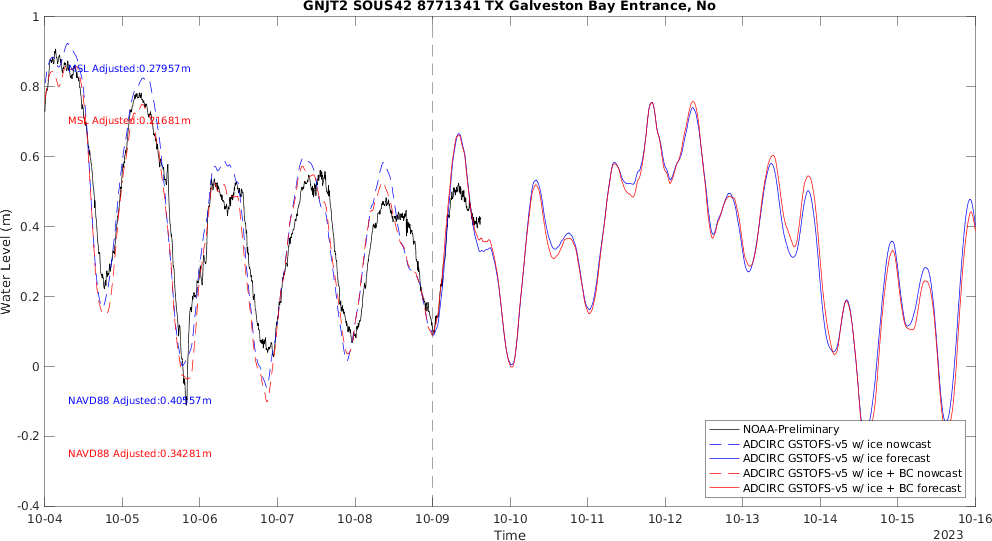 GNJT2 SOUS42 8771341 TX Galveston Bay Entrance, No
Water Level (m)
1
0.8
0.6
0.4
0.2
0
-0.2
-0.4
MSL Adjusted:0.27957m
MSL Adjusted:0.21681m
NAVD88 Adjusted:0.40557m
NAVD88 Adjusted:0.34281m
NOAA-Preliminary
ADCIRC GSTOFS-v5 w/ ice nowcast
ADCIRC GSTOFS-v5 w/ ice forecast
ADCIRC GSTOFS-v5 w/ ice + BC nowcast
ADCIRC GSTOFS-v5 w/ ice + BC forecast
10-04 10-05 10-06 10-07 10-08 10-09 10-10 10-11 10-12 10-13 10-14 10-15 10-16
Time
2023